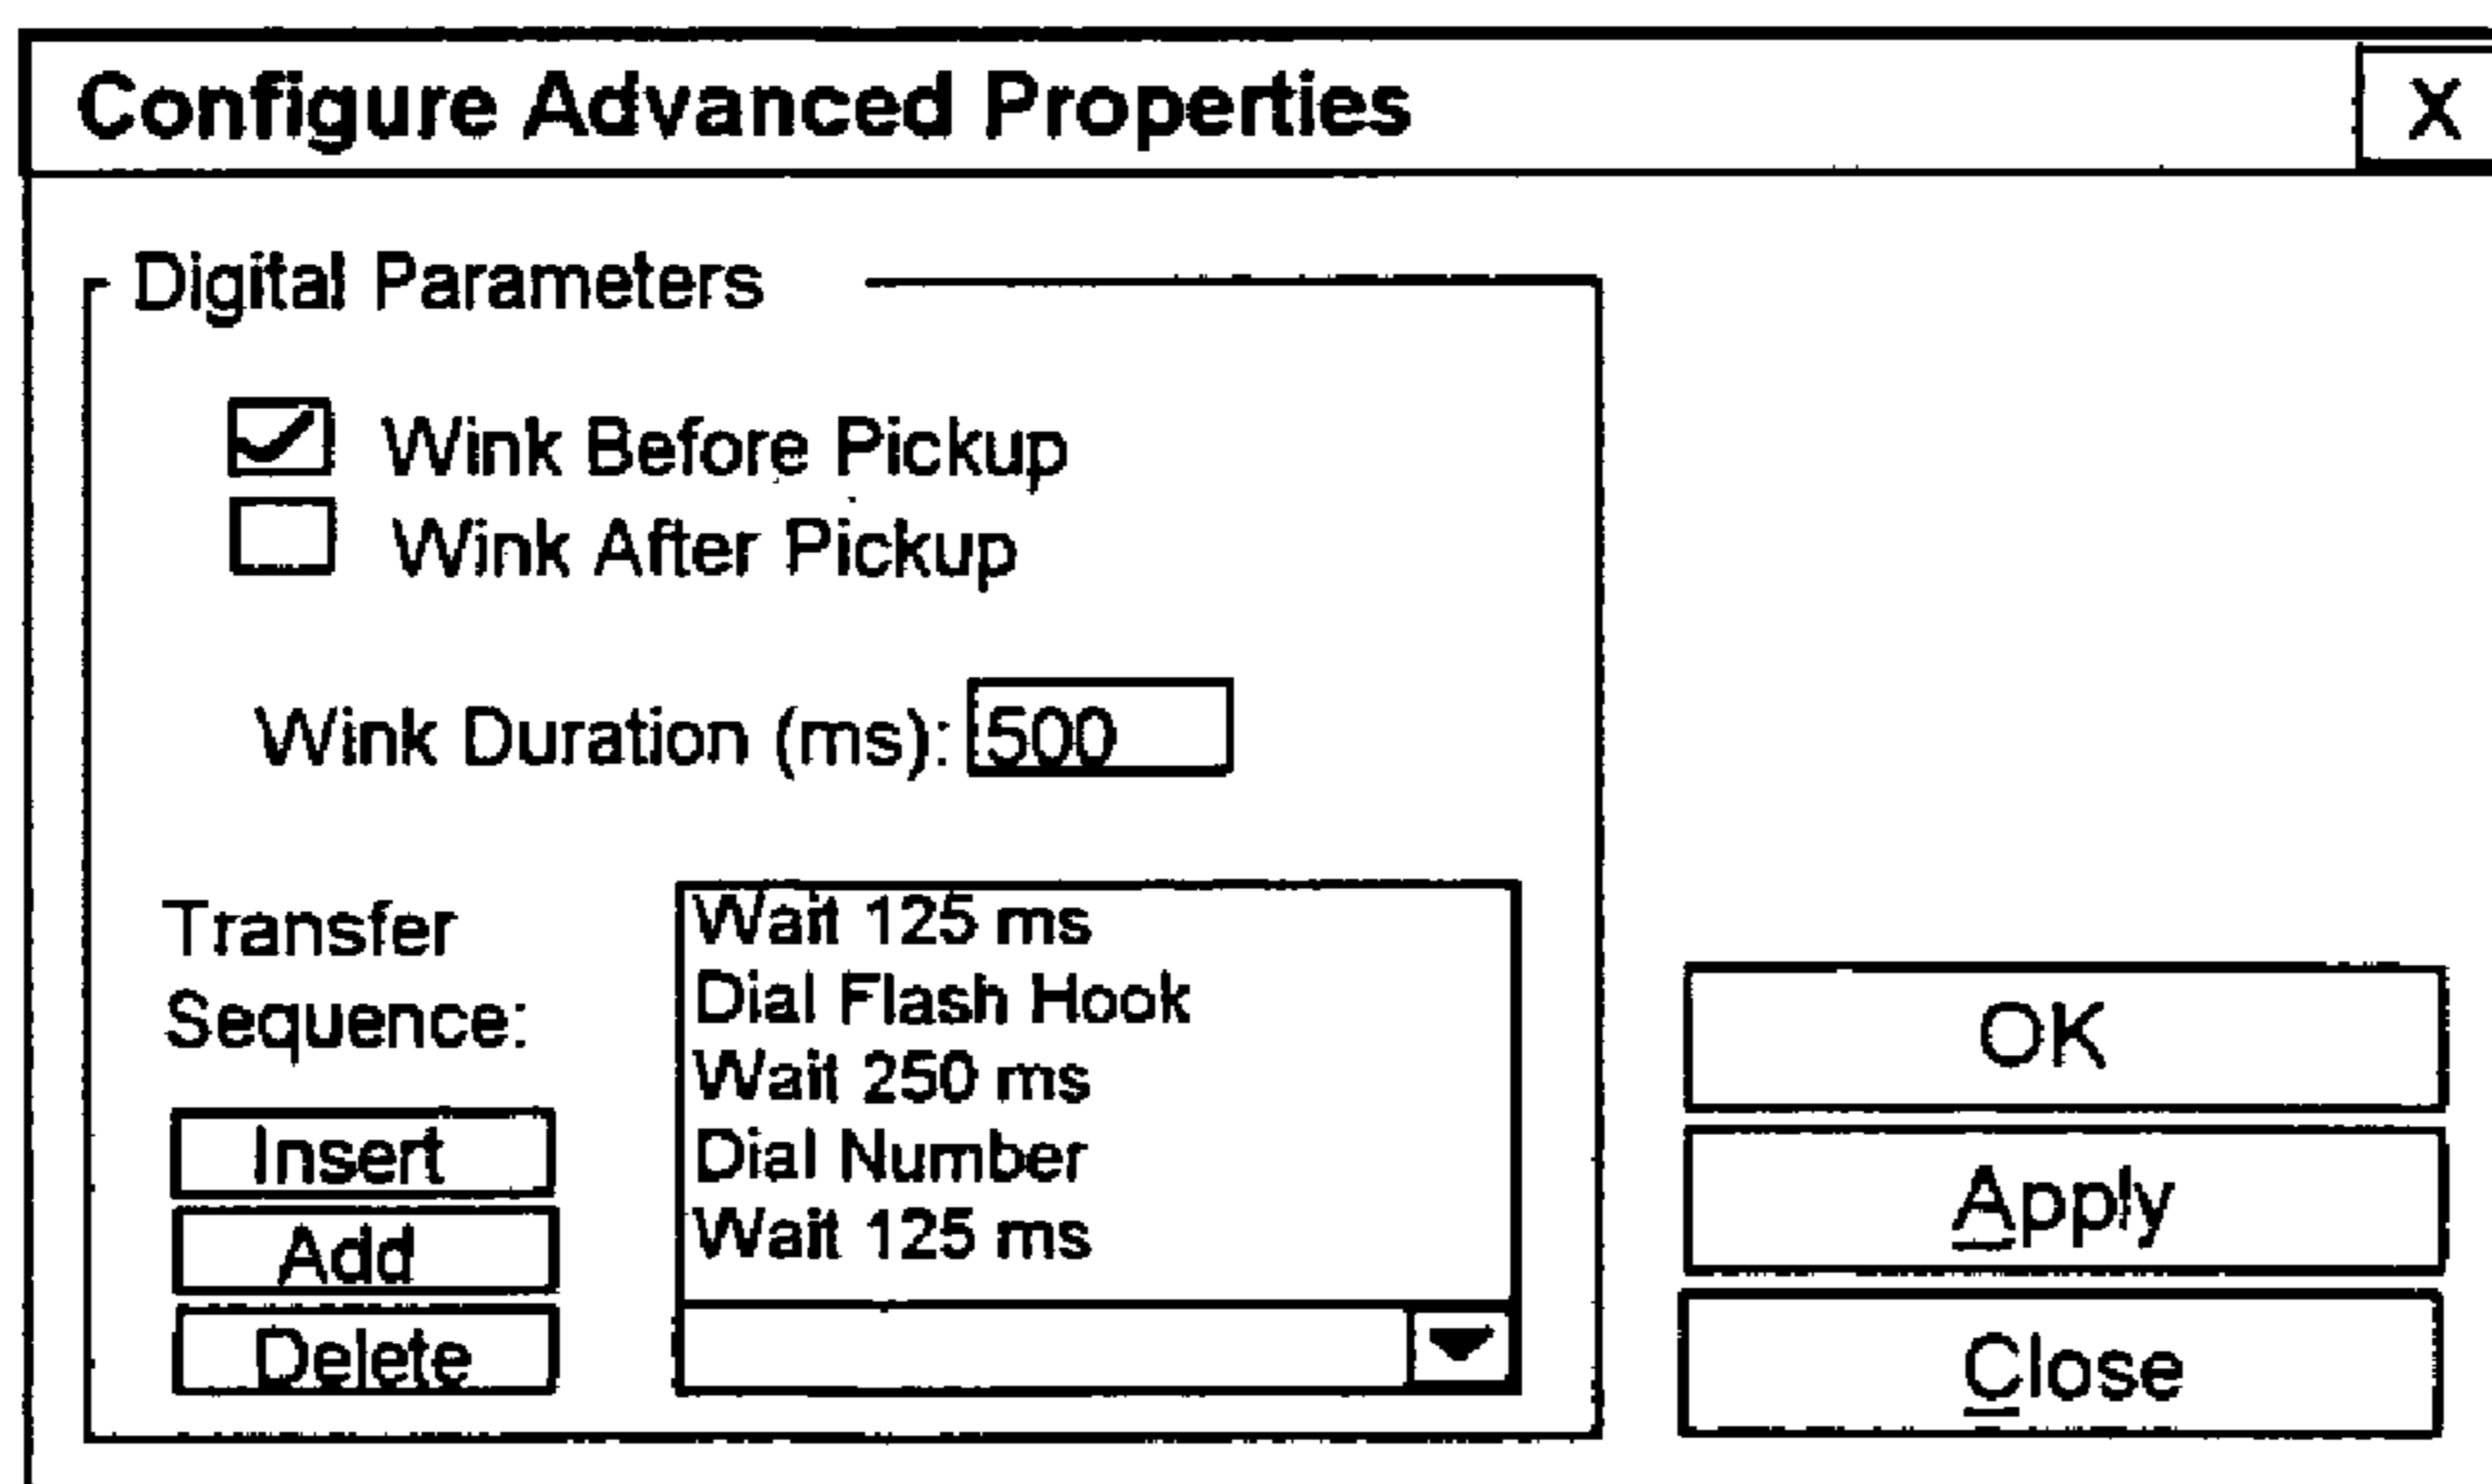 Configure Advanced Properties X
Digital Parameters
Wink Before Pickup
Wink After Pickup
Wink Duration (ms): 500
Transfer
Sequence:
Insert
Add
Delete
Wait 125 ms
Dial Flash Hook
Wait 250 ms
Dial Number
Wait 125 ms
OK
Apply
Close